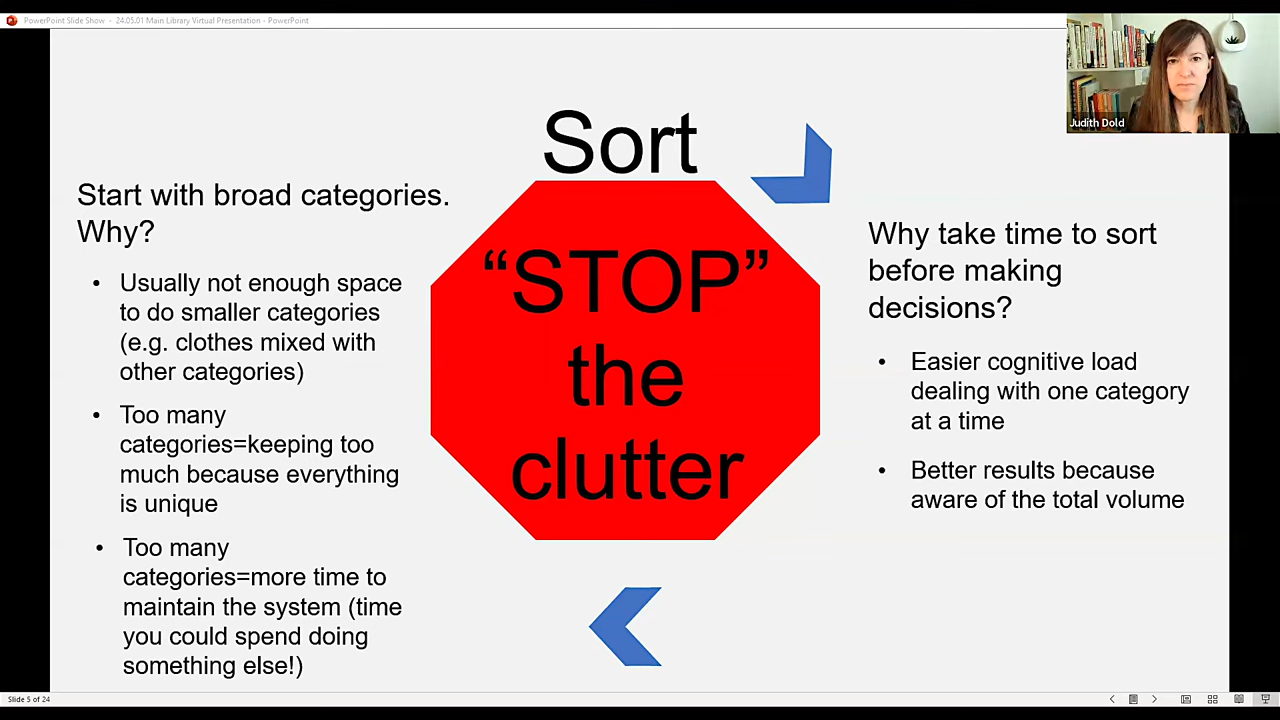 PowerPoint Slide Show - 24.05.01 Main Library Virtual Presentation - PowerPoint
Judith Dold
Sort
Start with broad categories.
Why?
• Usually not enough space
to do smaller categories
(e.g. clothes mixed with
other categories)
• Too many
categories=keeping too
much because everything
is unique
• Too many
categories=more time to
maintain the system (time
you could spend doing
something else!)
“STOP”
the
clutter
Why take time to sort
before making
decisions?
• Easier cognitive load
dealing with one category
at a time
• Better results because
aware of the total volume
Slide 5 of 24